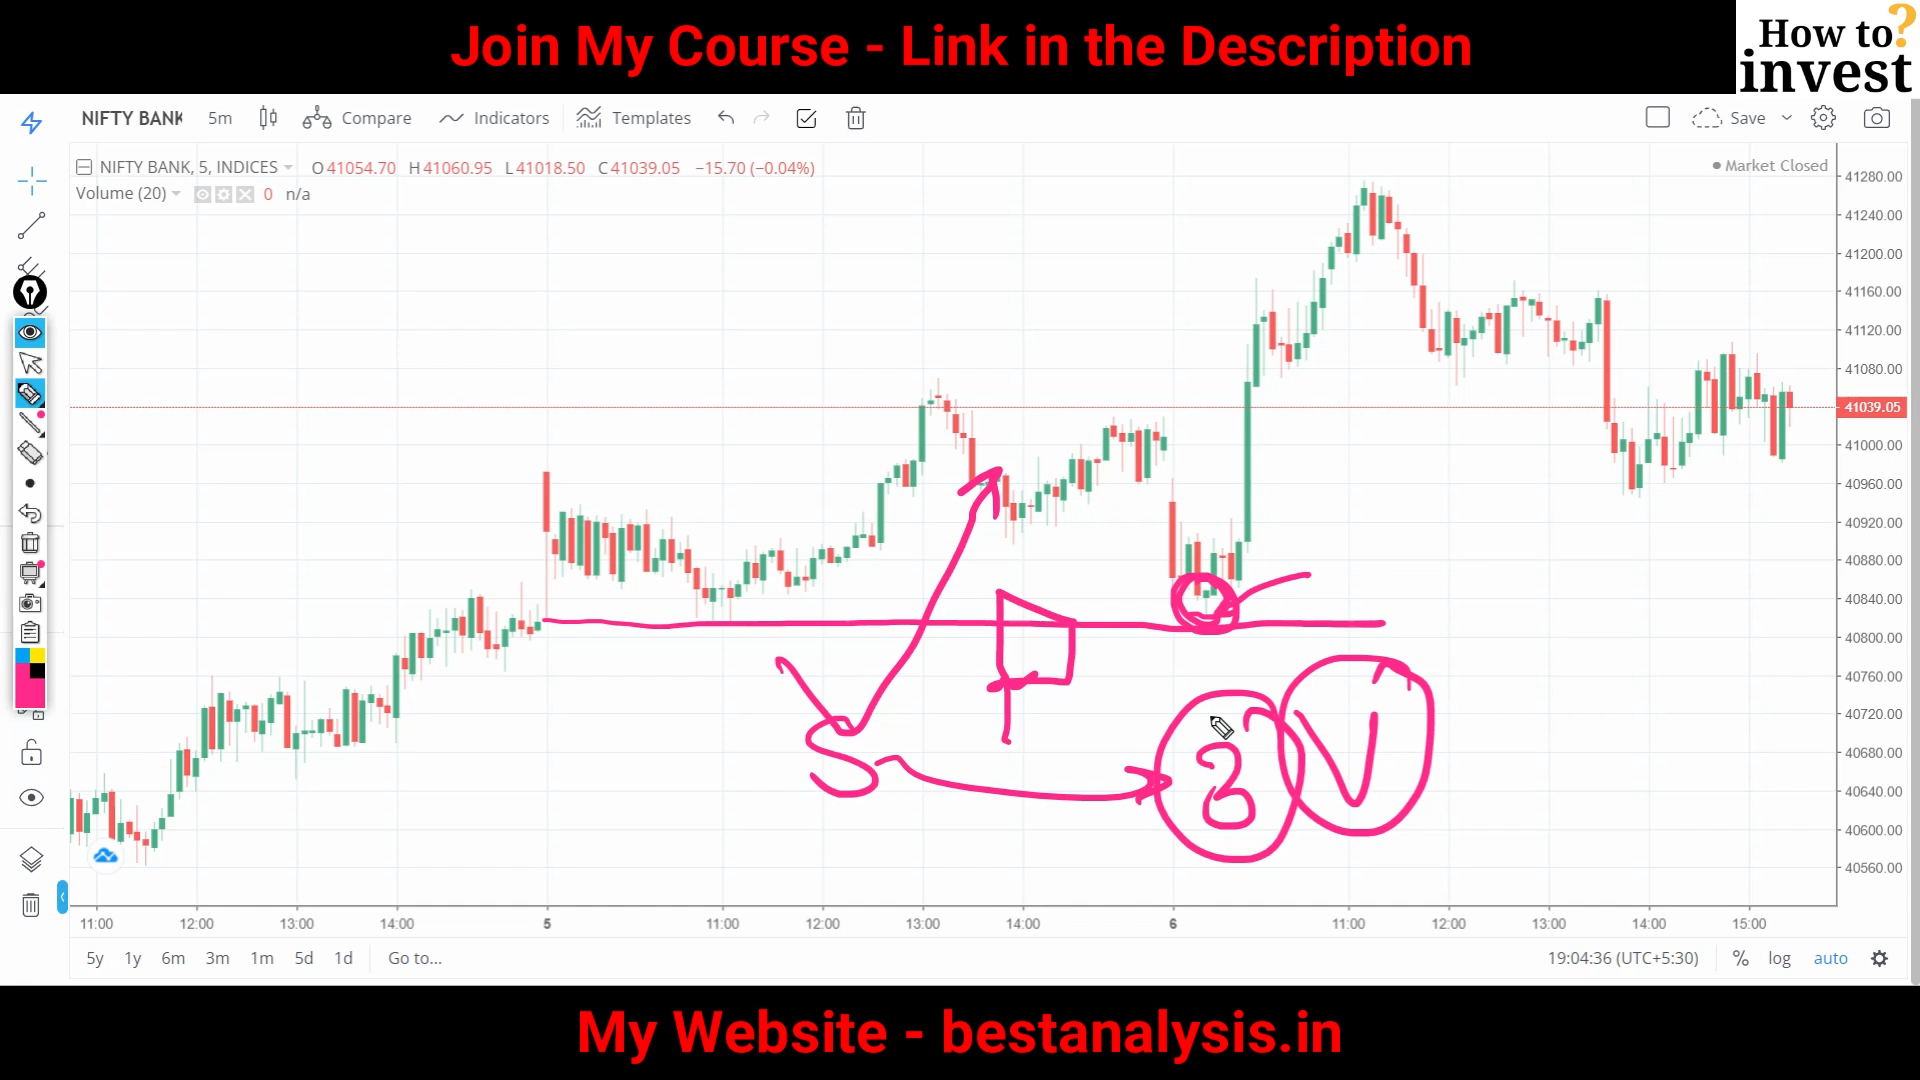 Join My Course - Link in the Description
How to?
invest
NIFTY BANK 5m Compare Indicators Templates Save
NIFTY BANK, 5, INDICES O41054.70 H41060.95 L41018.50 C41039.05 −15.70 (−0.04%)
Market Closed
Volume (20) 0 n/a
41280.00
41240.00
41200.00
41160.00
41120.00
41080.00
41039.05
41000.00
40960.00
40920.00
40880.00
40840.00
40800.00
40760.00
40720.00
40680.00
40640.00
40600.00
40560.00
S
V
11:00 12:00 13:00 14:00 5 11:00 12:00 13:00 14:00 6 11:00 12:00 13:00 14:00 15:00
5y 1y 6m 3m 1m 5d 1d Go to... 19:04:36 (UTC+5:30) % log auto
My Website - bestanalysis.in